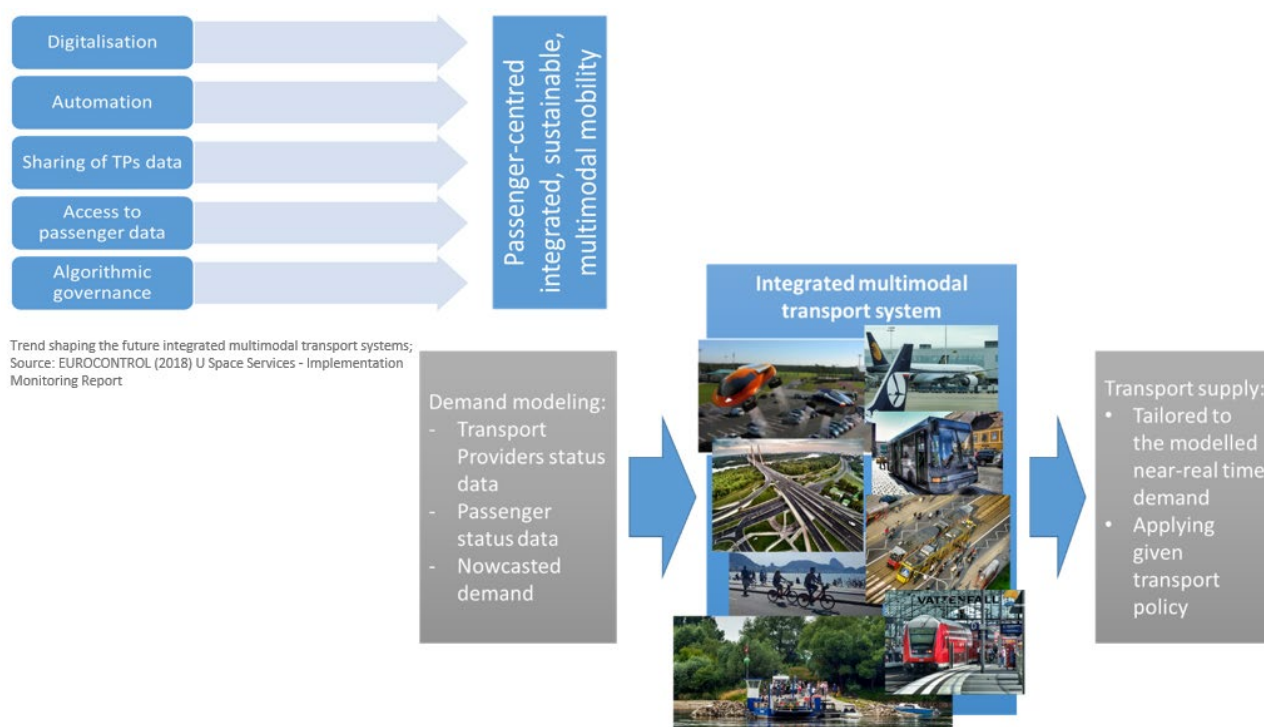 Digitalisation
Automation
Sharing of TPs data
Access to
passenger data
Algorithmic
governance
Passenger-centred
integrated, sustainable,
multimodal mobility
Trend shaping the future integrated multimodal transport systems;
Source: EUROCONTROL (2018) U Space Services - Implementation
Monitoring Report
Demand modeling:
- Transport
Providers status
data
- Passenger
status data
- Nowcasted
demand
Integrated multimodal
transport system
VATTENFALL
Transport supply:
• Tailored to
the modelled
near-real time
demand
• Applying
given
transport
policy